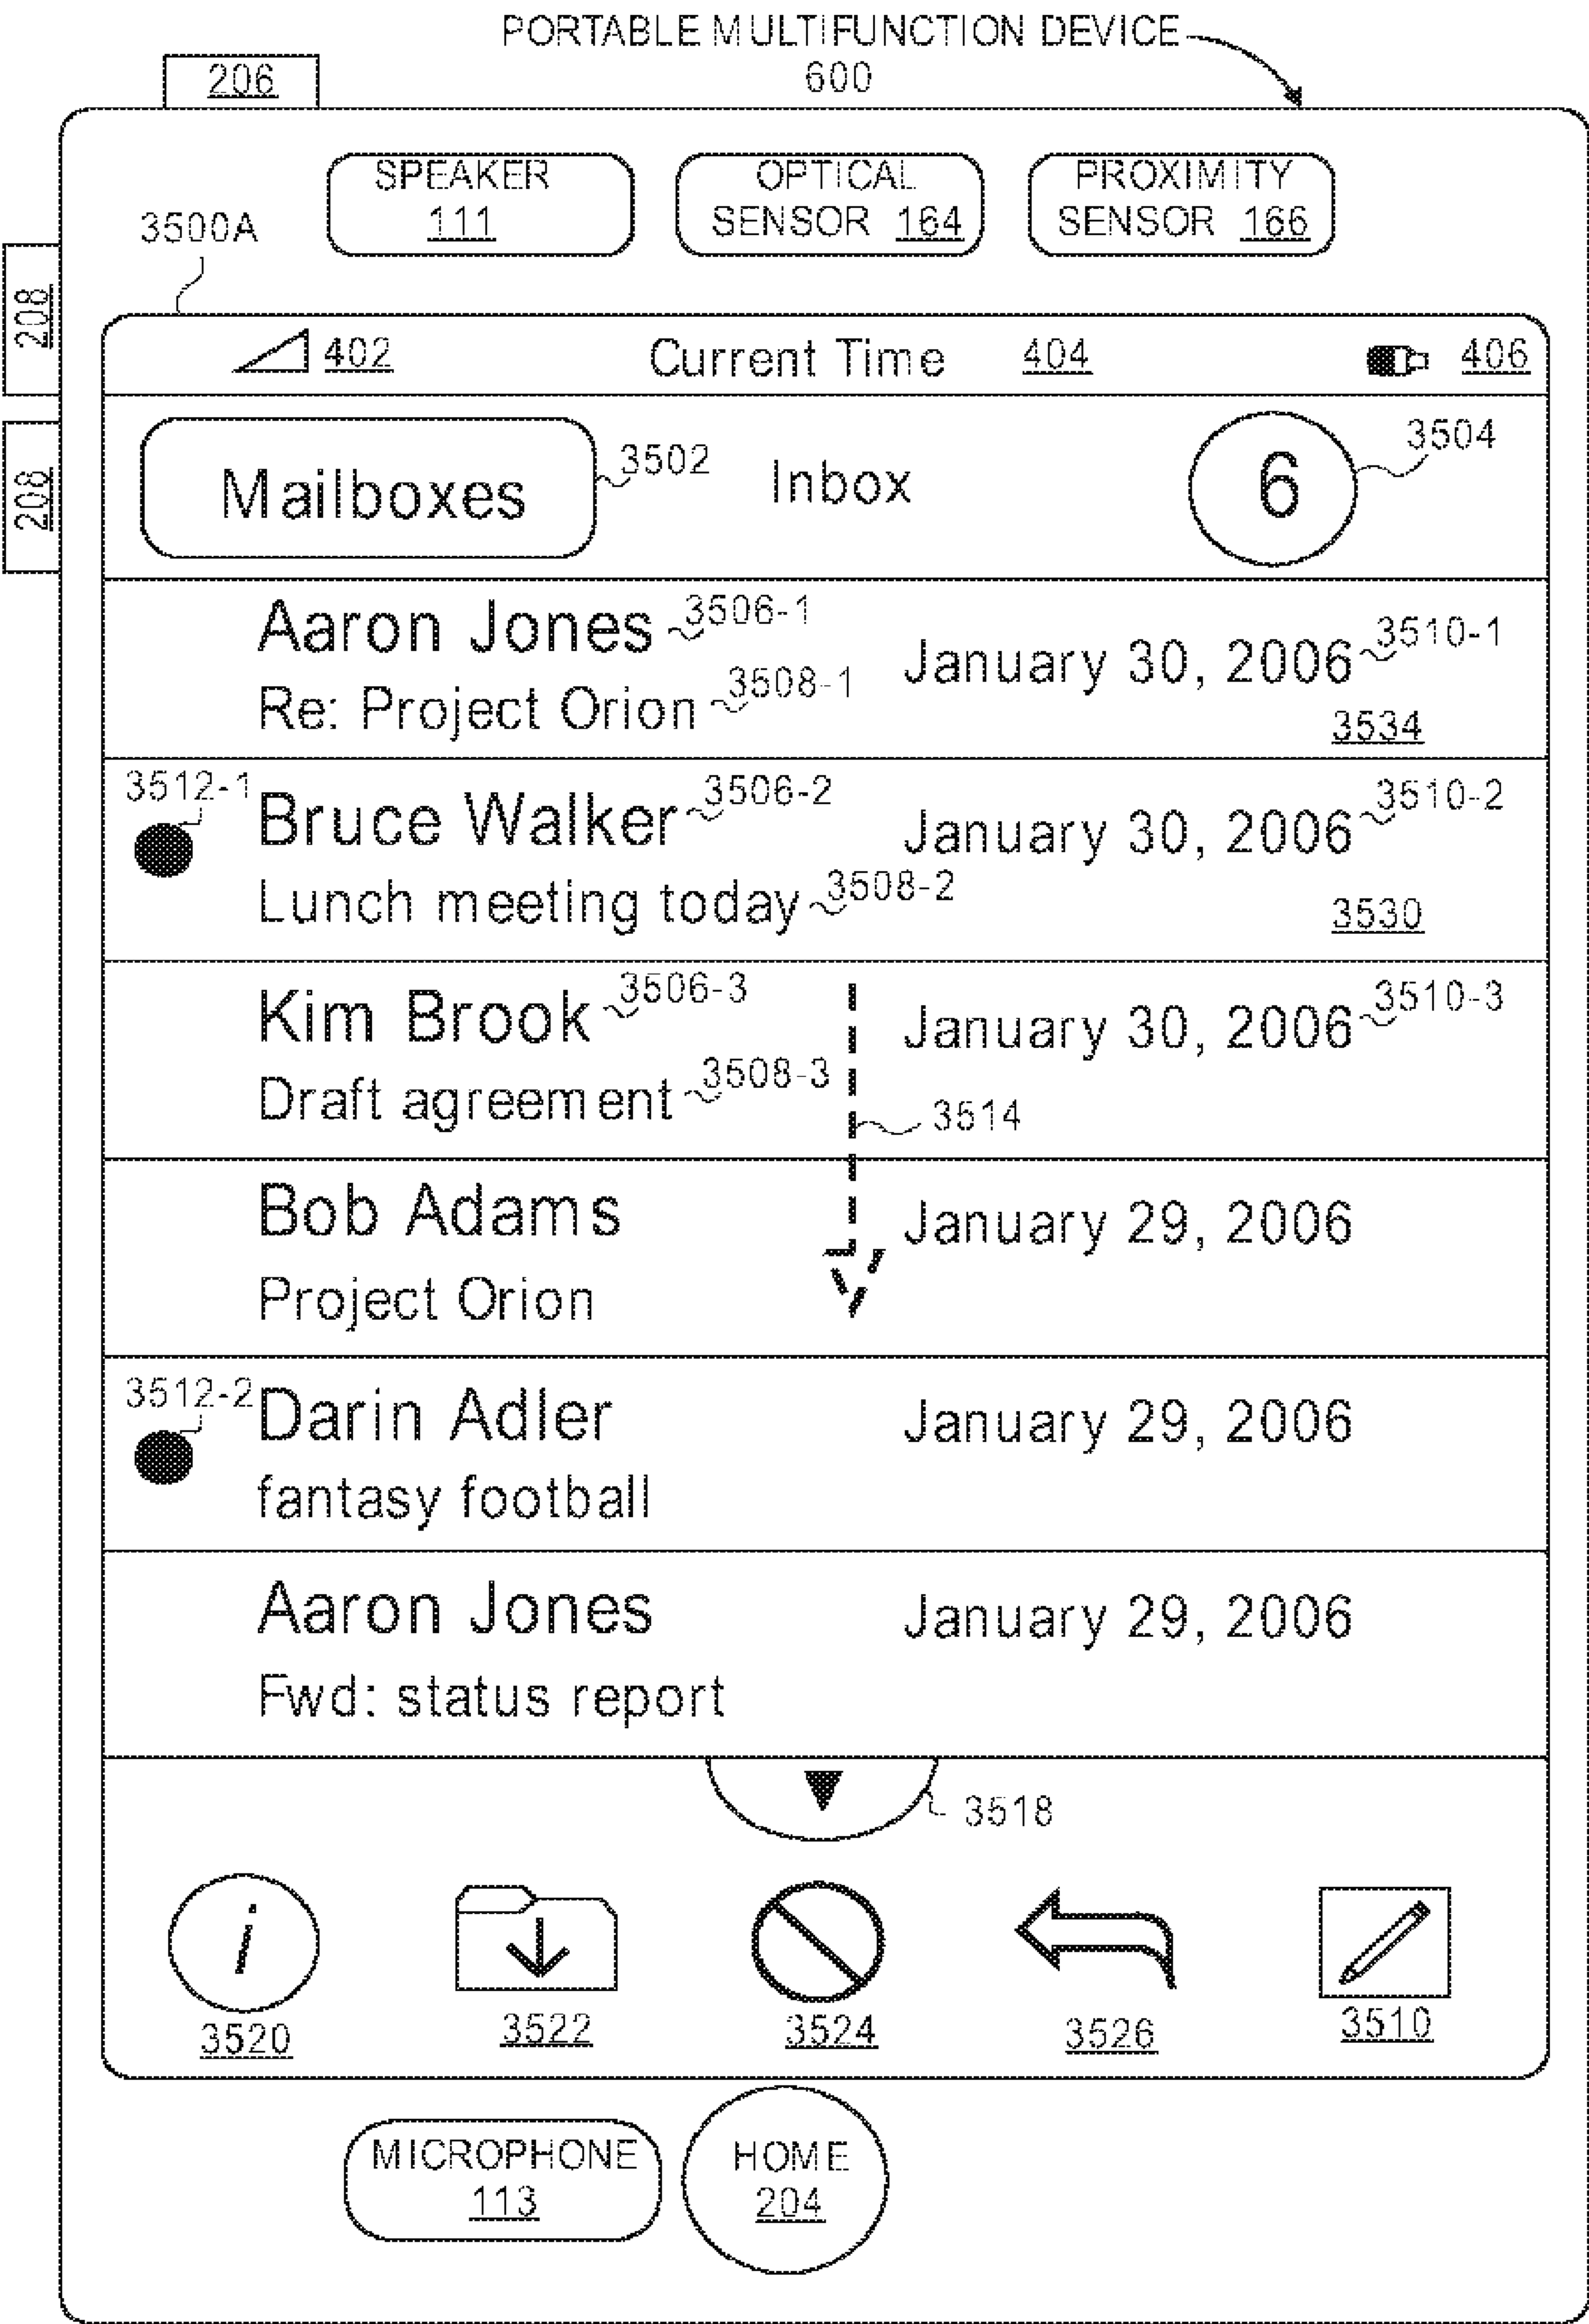 PORTABLE MULTIFUNCTION DEVICE
600
206
SPEAKER
111
OPTICAL
SENSOR 164
PROXIMITY
SENSOR 166
3500A
208
208
402
Current Time 404
406
Mailboxes
3502
Inbox
6
3504
Aaron Jones 3506-1
January 30, 2006 3510-1
Re: Project Orion 3508-1
3534
3512-1
Bruce Walker 3506-2
January 30, 2006 3510-2
Lunch meeting today 3508-2
3530
Kim Brook 3506-3
January 30, 2006 3510-3
Draft agreement 3508-3
3514
Bob Adams
January 29, 2006
Project Orion
3512-2
Darin Adler
January 29, 2006
fantasy football
Aaron Jones
January 29, 2006
Fwd: status report
3518
i
3520
3522
3524
3526
3510
MICROPHONE
113
HOME
204